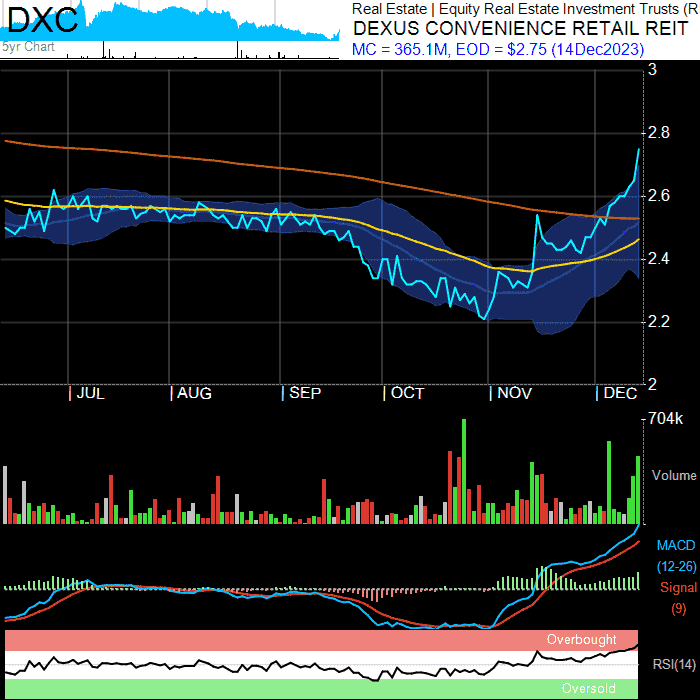 DXC
Real Estate | Equity Real Estate Investment Trusts (R
DEXUS CONVENIENCE RETAIL REIT
5yr Chart
MC = 365.1M, EOD = $2.75 (14Dec2023)
3
2.8
2.6
2.4
2.2
2
JUL
AUG
SEP
OCT
NOV
DEC
704k
Volume
MACD
(12-26)
Signal
(9)
Overbought
RSI(14)
Oversold